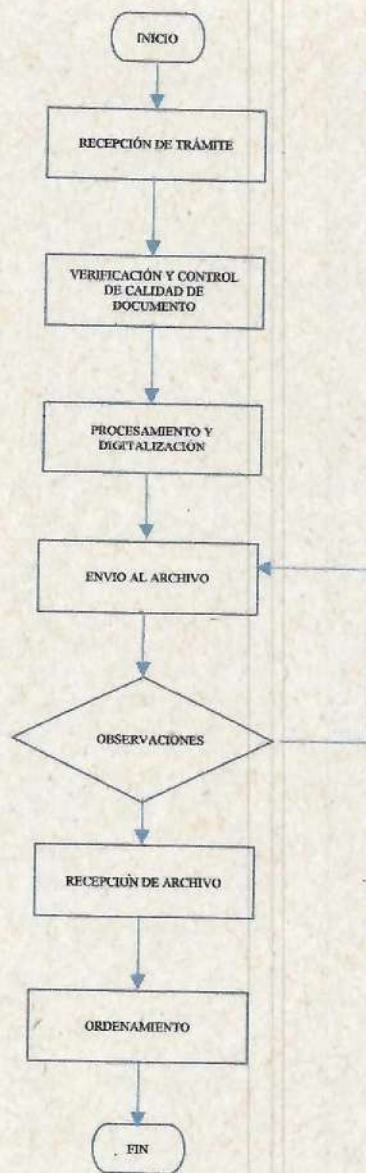 INICIO
RECEPCIÓN DE TRÁMITE
VERIFICACIÓN Y CONTROL
DE CALIDAD DE
DOCUMENTO
PROCESAMIENTO Y
DIGITALIZACIÓN
ENVIO AL ARCHIVO
OBSERVACIONES
RECEPCIÓN DE ARCHIVO
ORDENAMIENTO
FIN